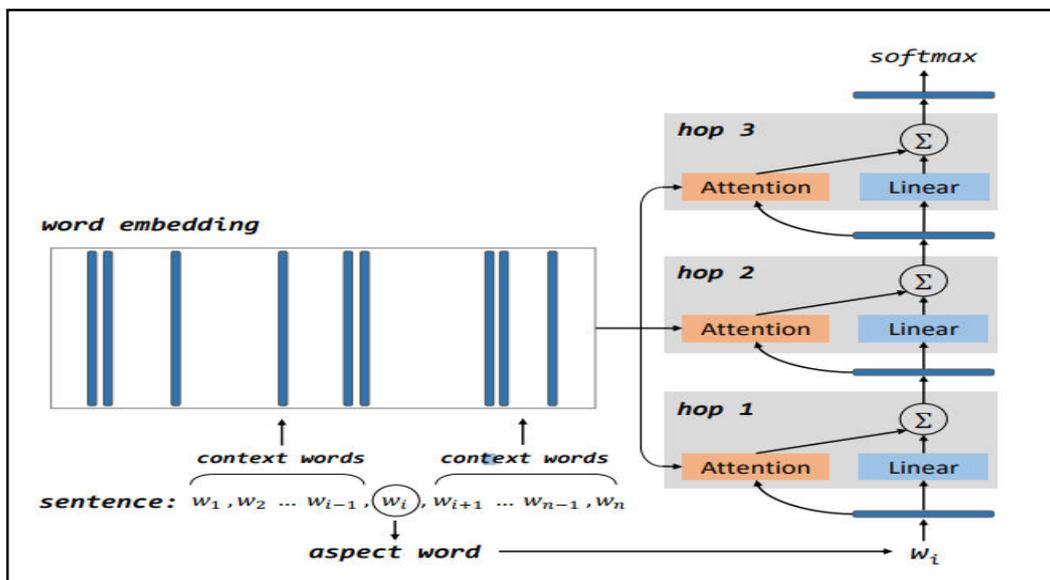 softmax
hop 3
Σ
Attention
Linear
word embedding
hop 2
Σ
Attention
Linear
hop 1
Σ
Attention
Linear
context words
context words
sentence: w₁ ,w₂ ... wᵢ₋₁ , wᵢ , wᵢ₊₁ ... wₙ₋₁ , wₙ
aspect word
wᵢ